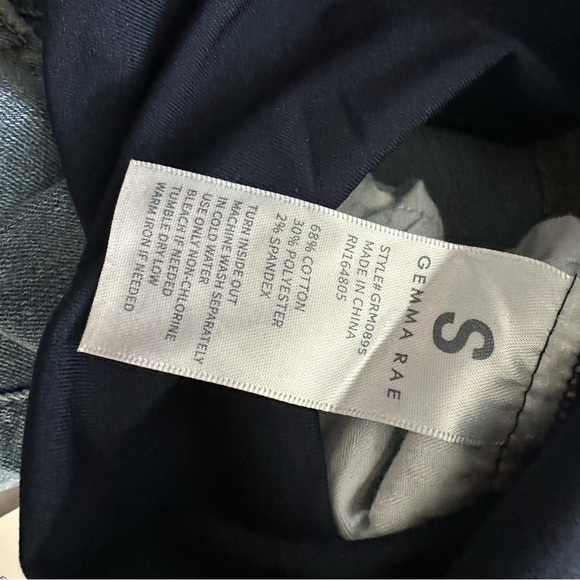 GEMMA RAE
S
STYLE# GRM0895
MADE IN CHINA
RN164805
68% COTTON
30% POLYESTER
2% SPANDEX
TURN INSIDE OUT
MACHINE WASH SEPARATELY
IN COLD WATER
USE ONLY NON-CHLORINE
BLEACH IF NEEDED
TUMBLE DRY LOW
WARM IRON IF NEEDED